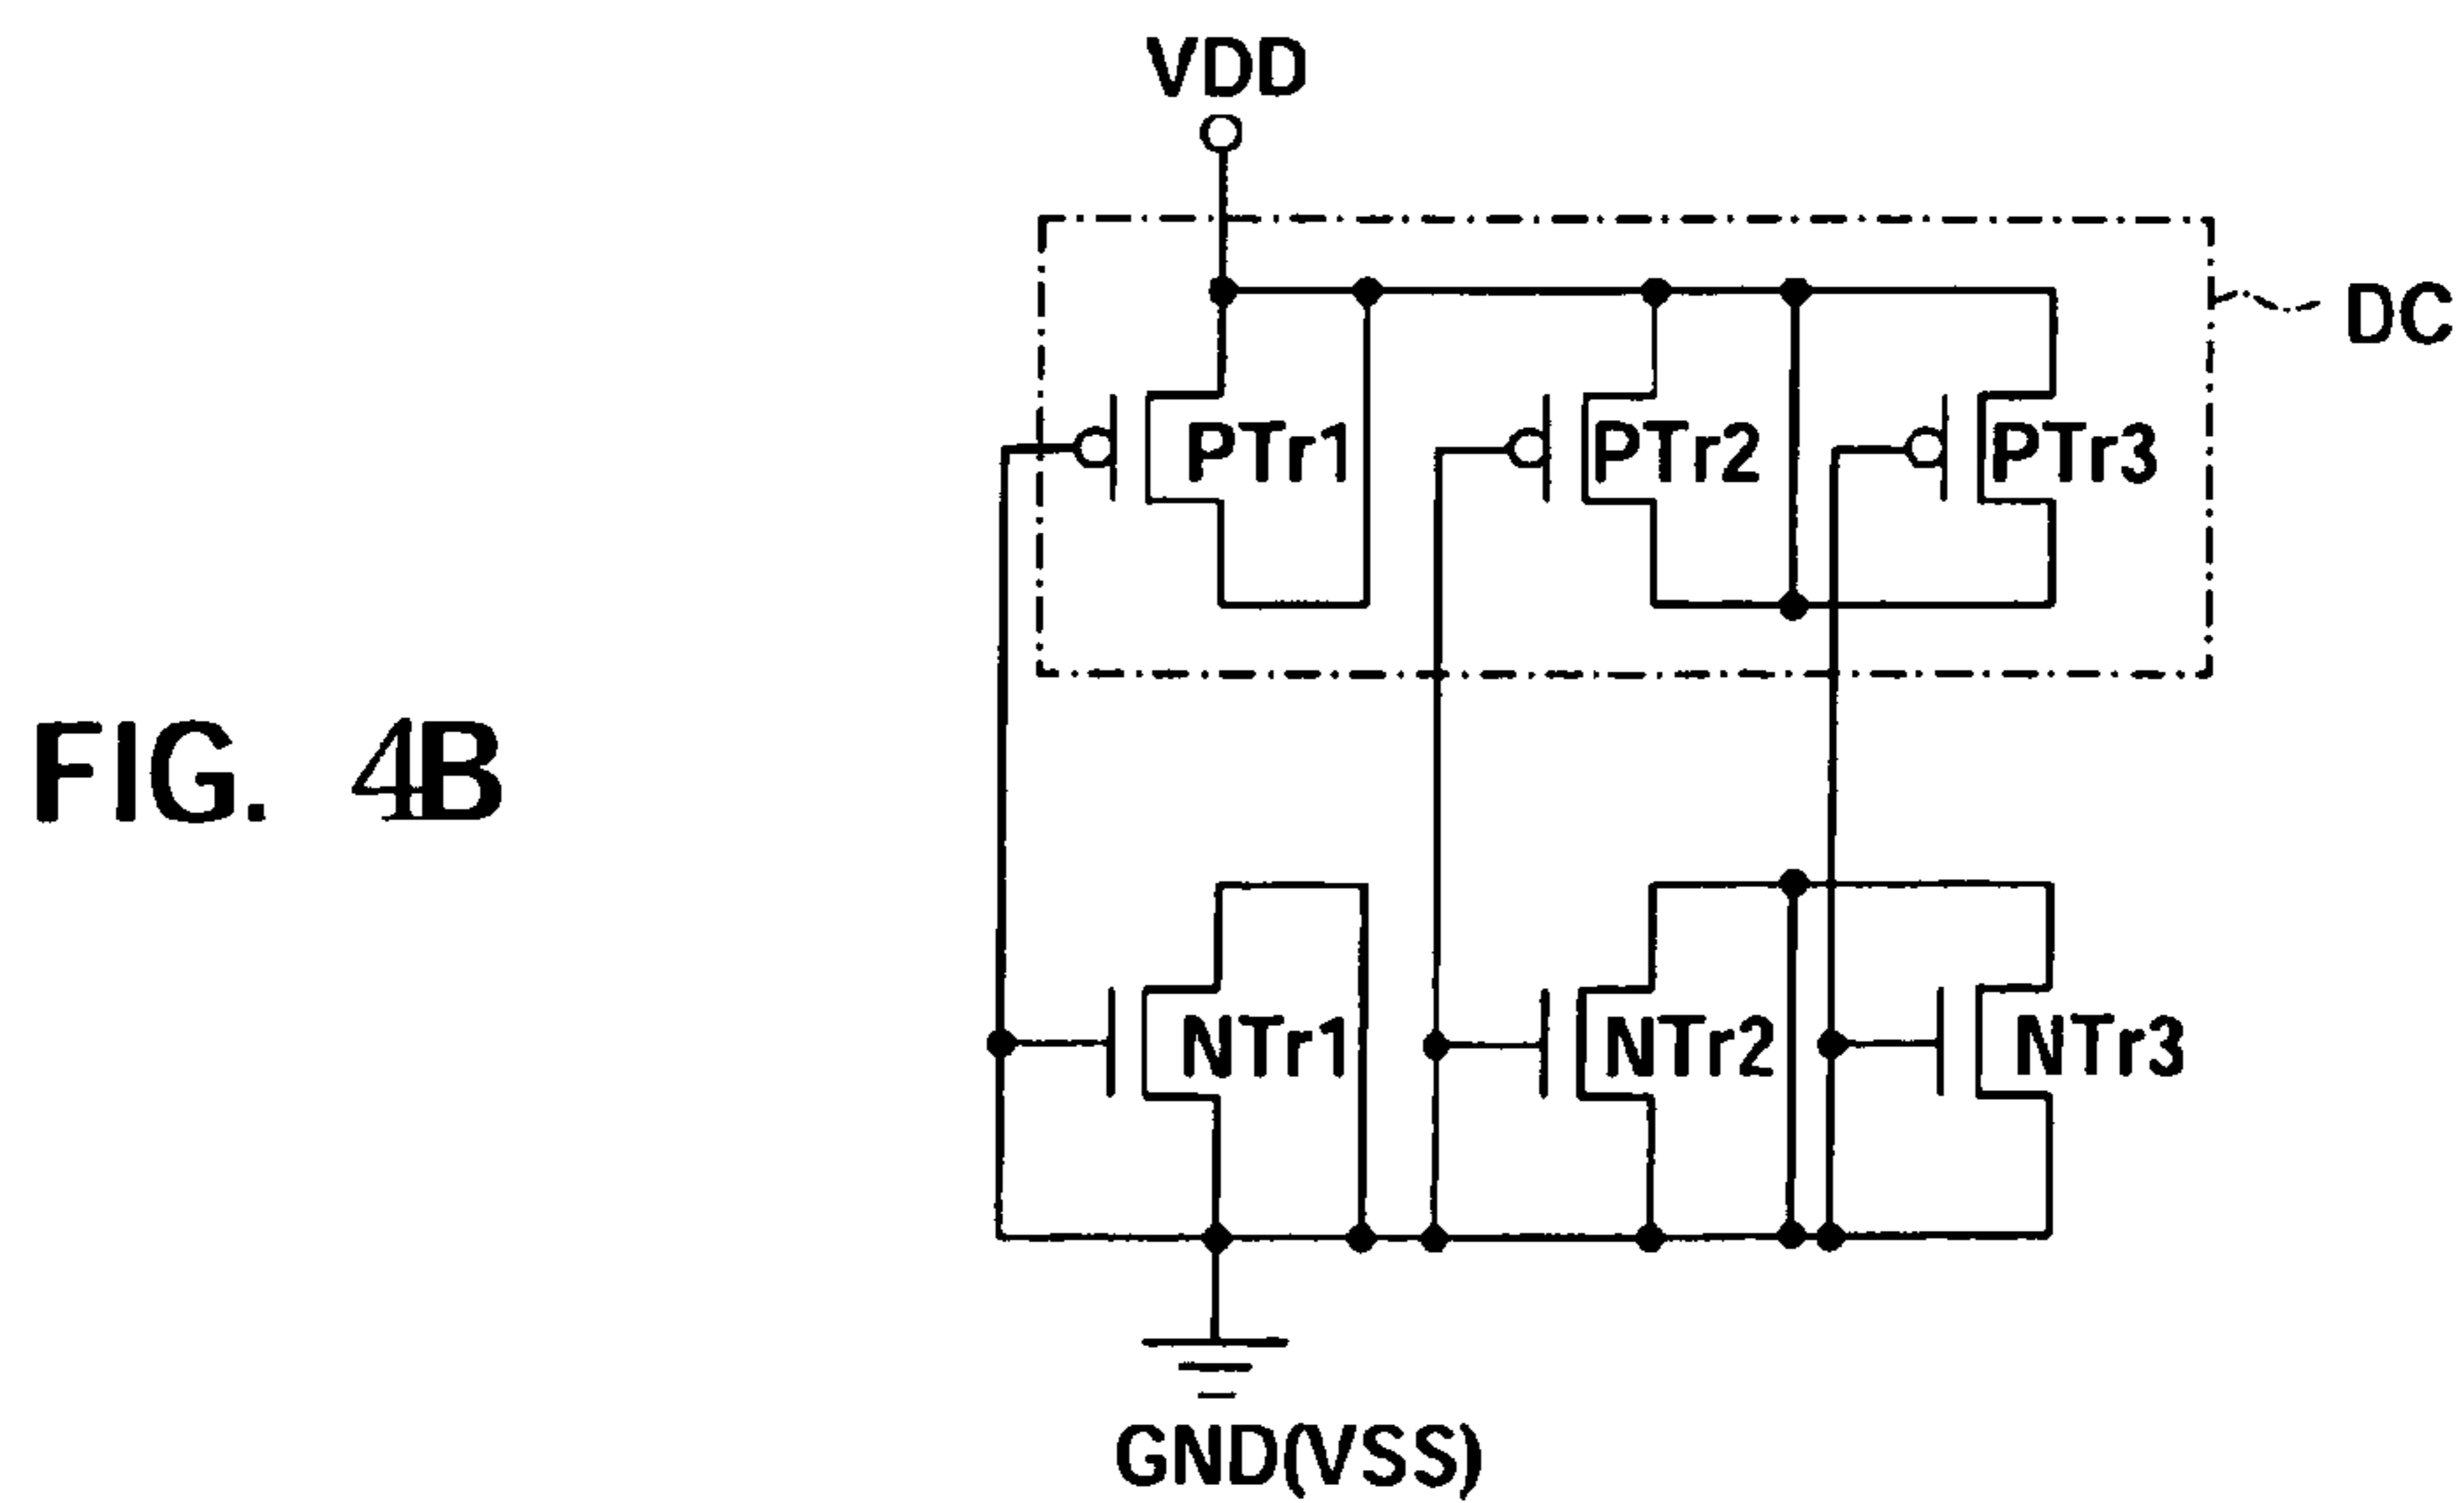 VDD
DC
PTr1
PTr2
PTr3
FIG. 4B
NTr1
NTr2
NTr3
GND(VSS)